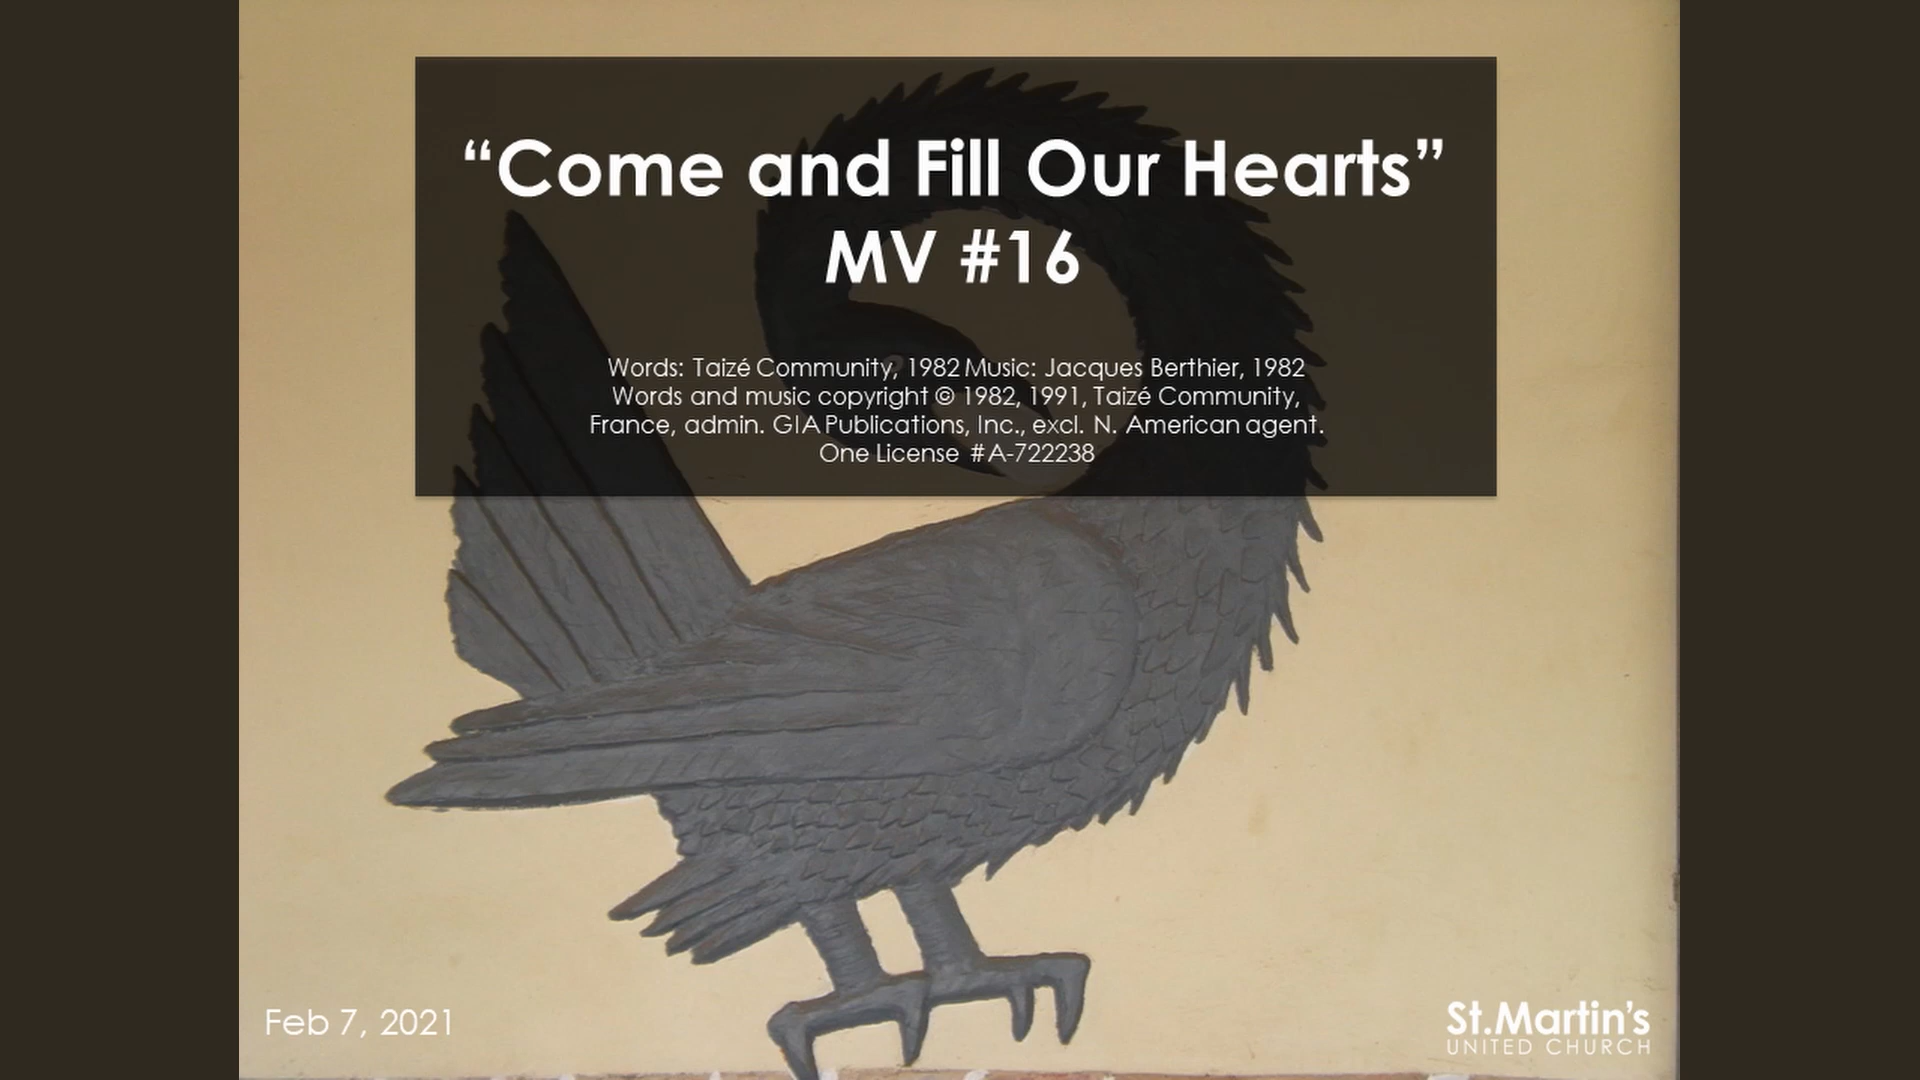 “Come and Fill Our Hearts”
MV #16
Words: Taizé Community, 1982 Music: Jacques Berthier, 1982
Words and music copyright © 1982, 1991, Taizé Community,
France, admin. GIA Publications, Inc., excl. N. American agent.
One License #A-722238
Feb 7, 2021
St.Martin’s
UNITED CHURCH